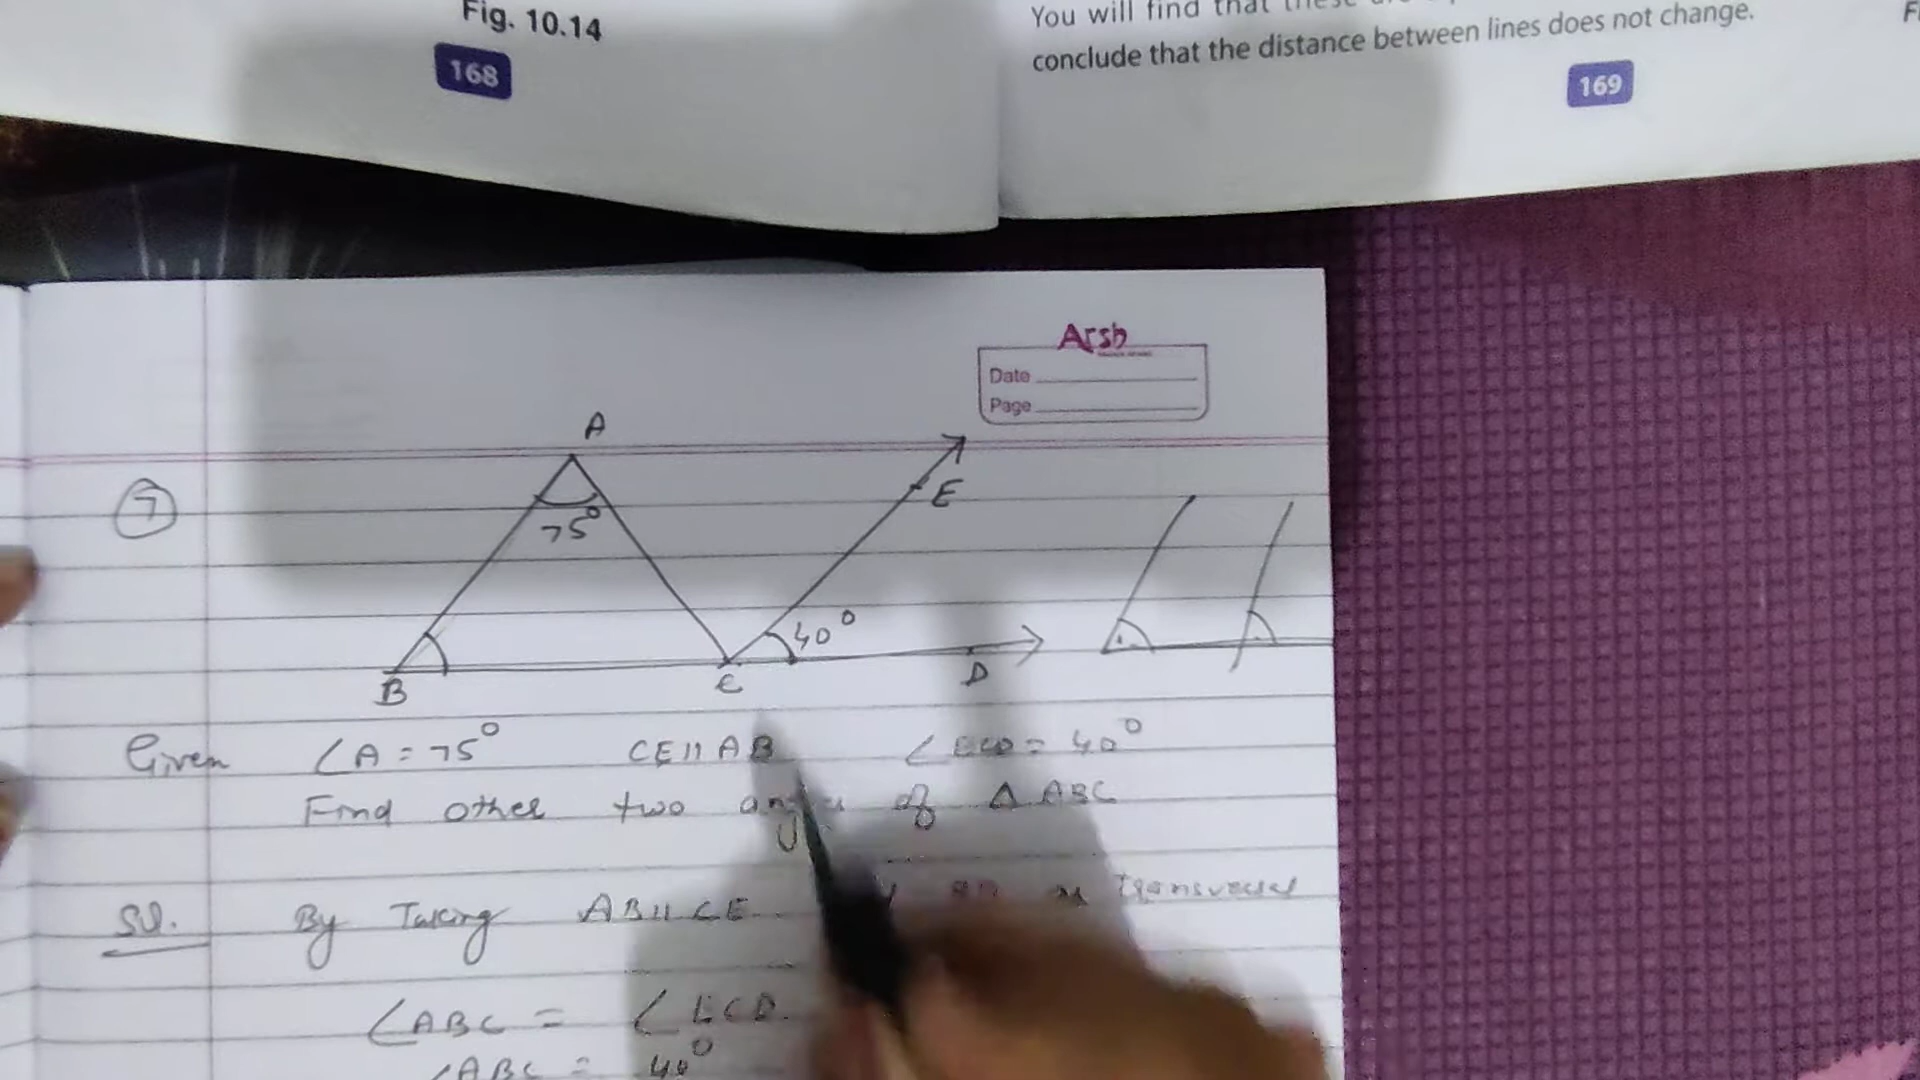 Fig. 10.14
168
You will find that
conclude that the distance between lines does not change.
169
Arsh
Date
Page
7
A
75°
E
40°
B
C
D
Given ∠A = 75° CE || AB ∠ECD = 40°
Find other two angles of △ ABC
Sol. By Taking AB || CE transversal
∠ABC = ∠ECD.
∠ABC = 40°